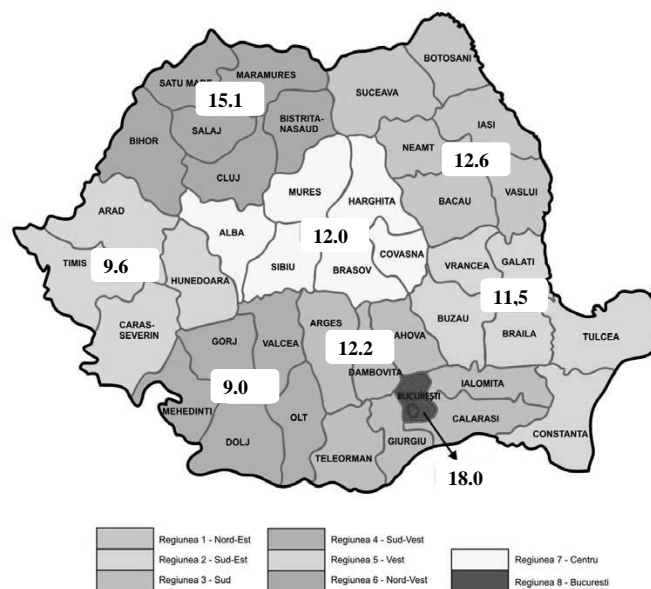 BOTOSANI
SATU MARE
MARAMURES
SUCEAVA
15.1
BISTRITA-
NASAUD
IASI
SALAJ
BIHOR
NEAMT
12.6
CLUJ
MURES
HARGHITA
BACAU
VASLUI
ARAD
ALBA
12.0
COVASNA
TIMIS
9.6
SIBIU
BRASOV
VRANCEA
GALATI
HUNEDOARA
11,5
CARAS-
SEVERIN
ARGES
BUZAU
BRAILA
TULCEA
GORJ
VALCEA
12.2
AHOVA
DAMBOVITA
9.0
IALOMITA
BUCURESTI
MEHEDINTI
OLT
CALARASI
DOLJ
TELEORMAN
GIURGIU
CONSTANTA
18.0
Regiunea 1 - Nord-Est
Regiunea 2 - Sud-Est
Regiunea 3 - Sud
Regiunea 4 - Sud-Vest
Regiunea 5 - Vest
Regiunea 6 - Nord-Vest
Regiunea 7 - Centru
Regiunea 8 - Bucuresti